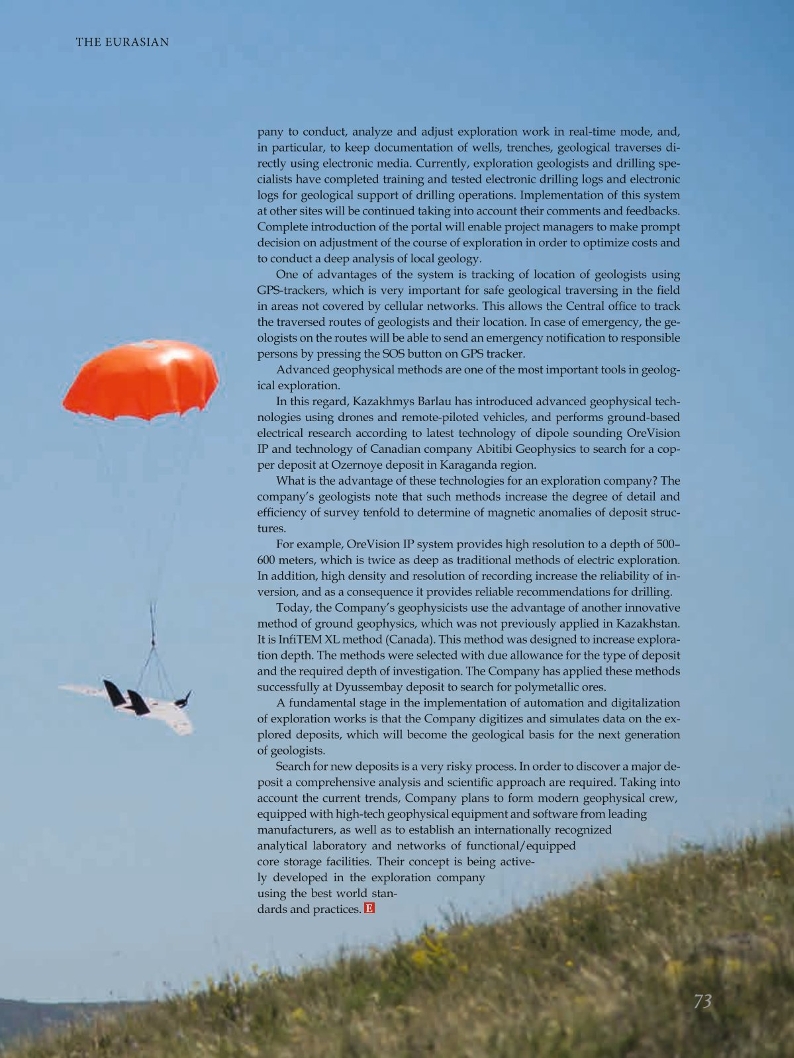 THE EURASIAN
pany to conduct, analyze and adjust exploration work in real-time mode, and,
in particular, to keep documentation of wells, trenches, geological traverses di-
rectly using electronic media. Currently, exploration geologists and drilling spe-
cialists have completed training and tested electronic drilling logs and electronic
logs for geological support of drilling operations. Implementation of this system
at other sites will be continued taking into account their comments and feedbacks.
Complete introduction of the portal will enable project managers to make prompt
decision on adjustment of the course of exploration in order to optimize costs and
to conduct a deep analysis of local geology.
One of advantages of the system is tracking of location of geologists using
GPS-trackers, which is very important for safe geological traversing in the field
in areas not covered by cellular networks. This allows the Central office to track
the traversed routes of geologists and their location. In case of emergency, the ge-
ologists on the routes will be able to send an emergency notification to responsible
persons by pressing the SOS button on GPS tracker.
Advanced geophysical methods are one of the most important tools in geolog-
ical exploration.
In this regard, Kazakhmys Barlau has introduced advanced geophysical tech-
nologies using drones and remote-piloted vehicles, and performs ground-based
electrical research according to latest technology of dipole sounding OreVision
IP and technology of Canadian company Abitibi Geophysics to search for a cop-
per deposit at Ozernoye deposit in Karaganda region.
What is the advantage of these technologies for an exploration company? The
company's geologists note that such methods increase the degree of detail and
efficiency of survey tenfold to determine of magnetic anomalies of deposit struc-
tures.
For example, OreVision IP system provides high resolution to a depth of 500–
600 meters, which is twice as deep as traditional methods of electric exploration.
In addition, high density and resolution of recording increase the reliability of in-
version, and as a consequence it provides reliable recommendations for drilling.
Today, the Company's geophysicists use the advantage of another innovative
method of ground geophysics, which was not previously applied in Kazakhstan.
It is InfiTEM XL method (Canada). This method was designed to increase explora-
tion depth. The methods were selected with due allowance for the type of deposit
and the required depth of investigation. The Company has applied these methods
successfully at Dyussembay deposit to search for polymetallic ores.
A fundamental stage in the implementation of automation and digitalization
of exploration works is that the Company digitizes and simulates data on the ex-
plored deposits, which will become the geological basis for the next generation
of geologists.
Search for new deposits is a very risky process. In order to discover a major de-
posit a comprehensive analysis and scientific approach are required. Taking into
account the current trends, Company plans to form modern geophysical crew,
equipped with high-tech geophysical equipment and software from leading
manufacturers, as well as to establish an internationally recognized
analytical laboratory and networks of functional/equipped
core storage facilities. Their concept is being active-
ly developed in the exploration company
using the best world stan-
dards and practices. E
73